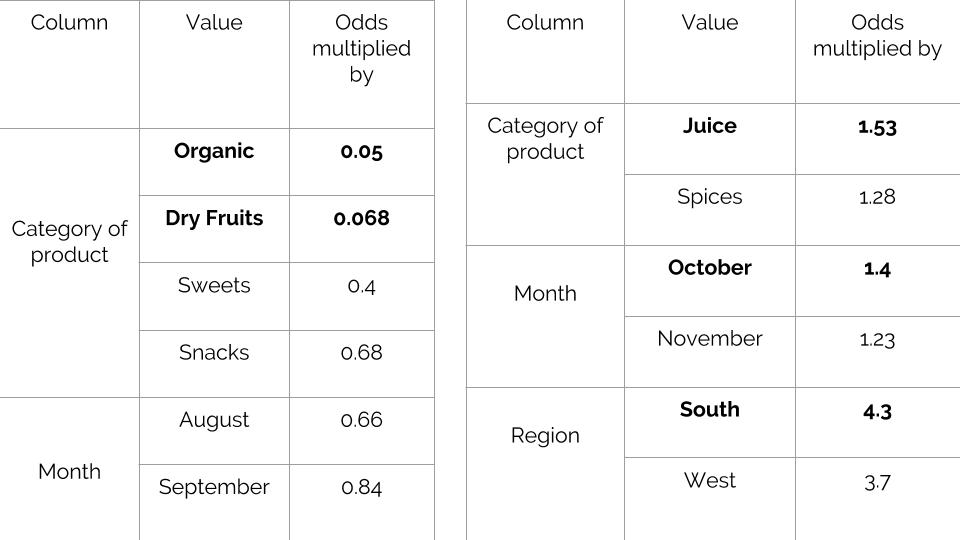 Column Value Odds
multiplied
by
Category of
product
Organic 0.05
Dry Fruits 0.068
Sweets 0.4
Snacks 0.68
Month
August 0.66
September 0.84
Column Value Odds
multiplied by
Category of
product
Juice 1.53
Spices 1.28
Month
October 1.4
November 1.23
Region
South 4.3
West 3.7